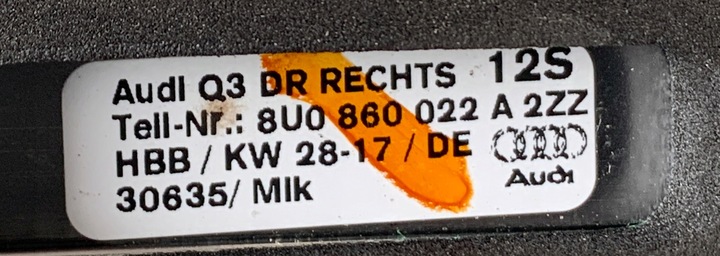 Audi Q3 DR RECHTS 12S
Teil-Nr.: 8U0 860 022 A 2ZZ
HBB / KW 28-17 / DE
Audi
30635/ Mik